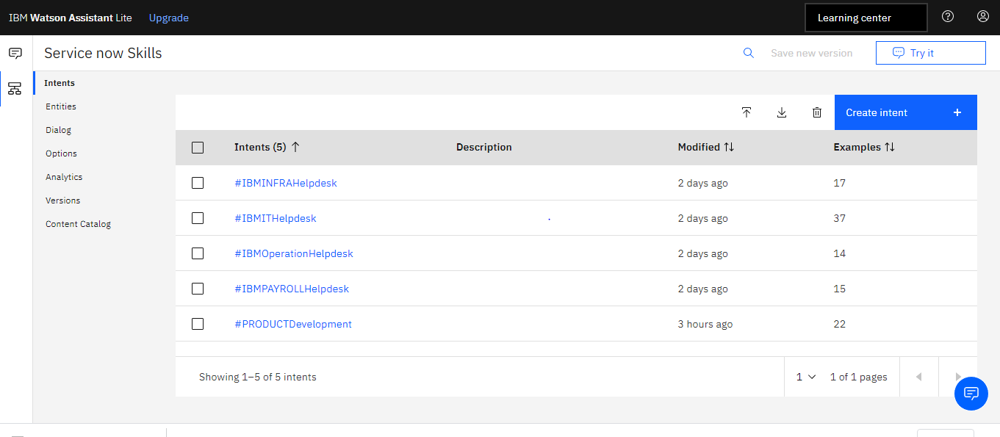 IBM Watson Assistant Lite Upgrade Learning center
Service now Skills Save new version Try it
Intents
Entities
Dialog
Options
Analytics
Versions
Content Catalog
Create intent +
Intents (5) Description Modified Examples
#IBMINFRAHelpdesk 2 days ago 17
#IBMITHelpdesk 2 days ago 37
#IBMOperationHelpdesk 2 days ago 14
#IBMPAYROLLHelpdesk 2 days ago 15
#PRODUCTDevelopment 3 hours ago 22
Showing 1–5 of 5 intents 1 1 of 1 pages